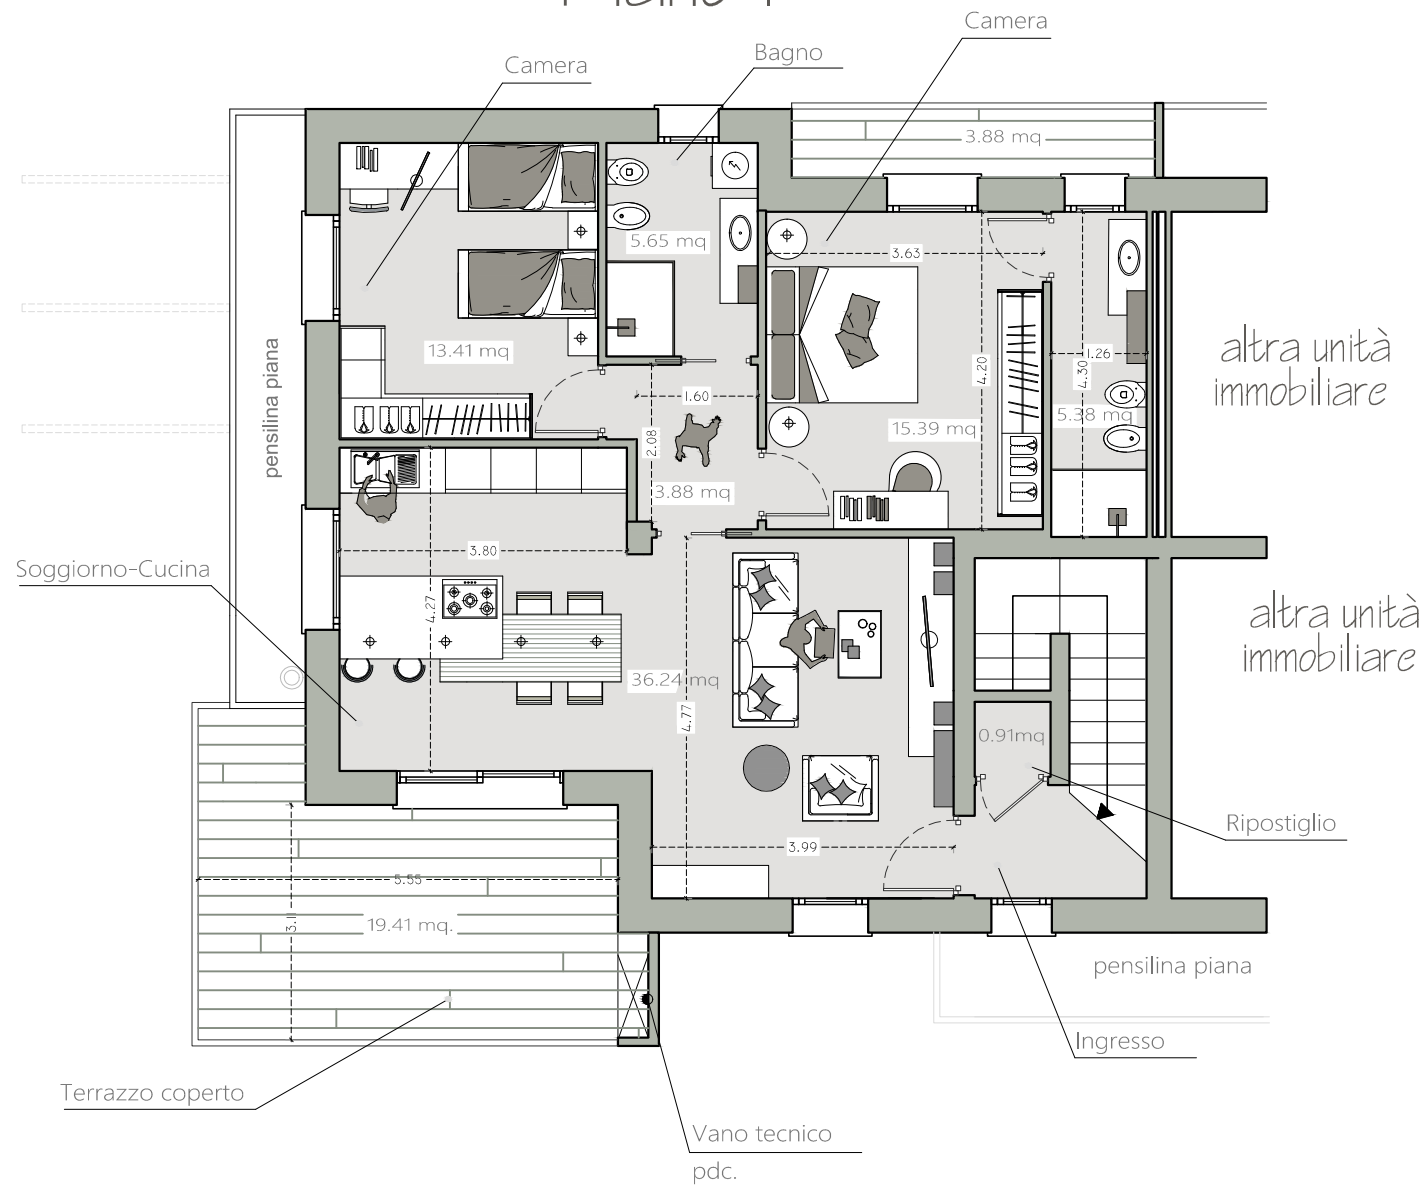 Camera
Bagno
Camera
3.88 mq
5.65 mq
3.63
13.41 mq
pensilina piana
1.60
2.08
3.88 mq
4.20
15.39 mq
1.26
4.30
5.38 mq
altra unità
immobiliare
Soggiorno-Cucina
3.80
4.27
36.24 mq
4.77
3.99
0.91mq
altra unità
immobiliare
Ripostiglio
5.55
3.11
19.41 mq.
pensilina piana
Ingresso
Terrazzo coperto
Vano tecnico
pdc.